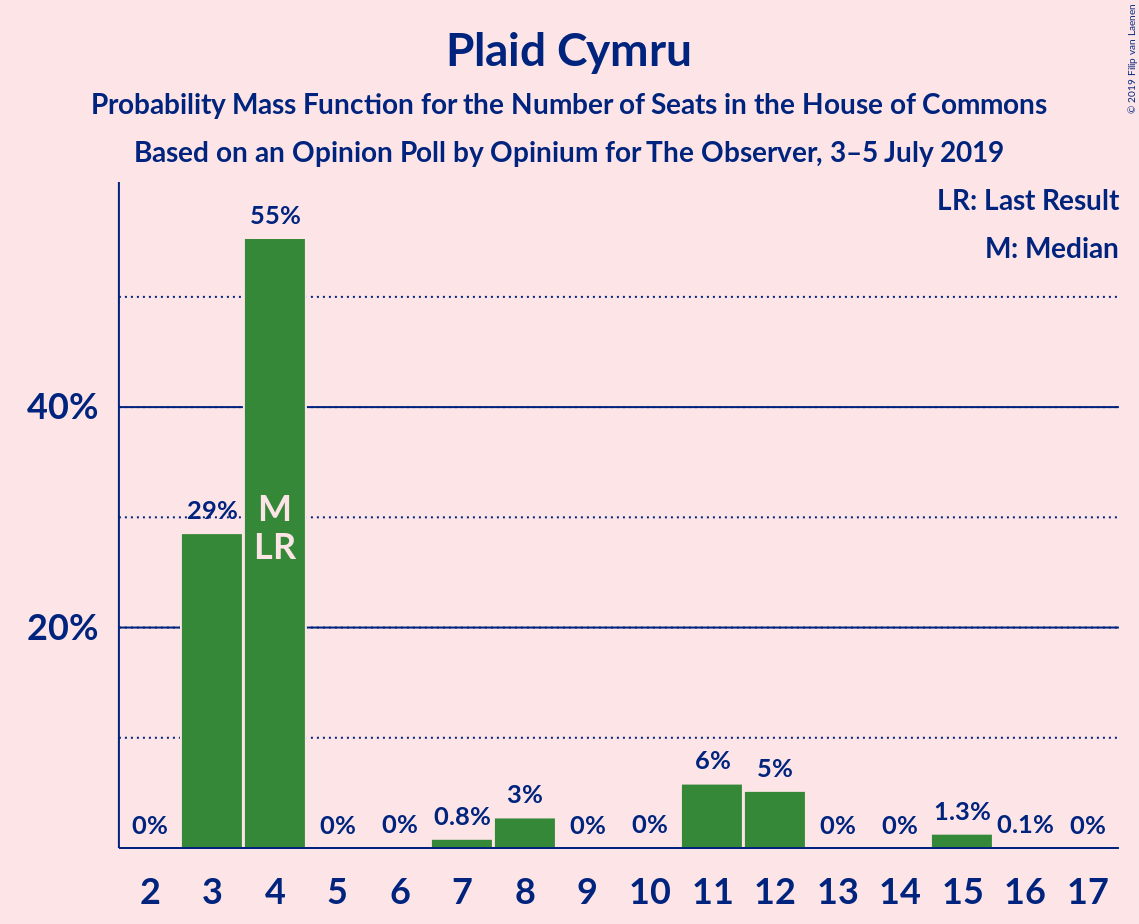 Plaid Cymru
Probability Mass Function for the Number of Seats in the House of Commons
Based on an Opinion Poll by Opinium for The Observer, 3–5 July 2019
© 2019 Filip van Laenen
LR: Last Result
M: Median
55%
40%
29%
M
LR
20%
0%
0%
0%
0.8%
3%
0%
0%
6%
5%
0%
0%
1.3%
0.1%
0%
2 3 4 5 6 7 8 9 10 11 12 13 14 15 16 17